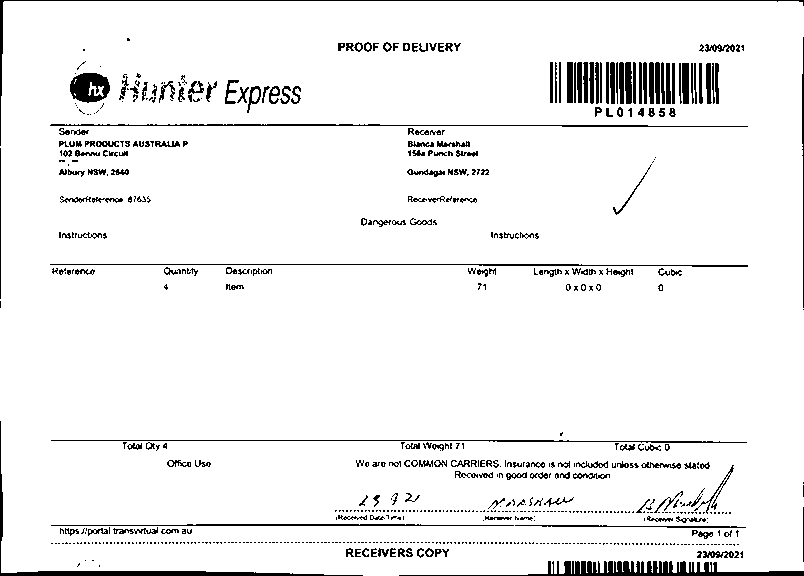 PROOF OF DELIVERY 23/09/2021
hx Hunter Express
PL014858
Sender Receiver
PLUM PRODUCTS AUSTRALIA P Bianca Marshall
102 Bennu Circuit 156a Punch Street
Albury NSW, 2640 Gundagai NSW, 2722
SenderReference 87635 ReceiverReference
Dangerous Goods
Instructions Instructions
Reference Quantity Description Weight Length x Width x Height Cubic
4 Item 71 0 x 0 x 0 0
Total Qty 4 Total Weight 71 Total Cubic 0
Office Use We are not COMMON CARRIERS. Insurance is not included unless otherwise stated
Received in good order and condition
MARSHALL
(Received Date Time) (Receiver Name) (Receiver Signature)
https://portal.transvirtual.com.au Page 1 of 1
RECEIVERS COPY 23/09/2021